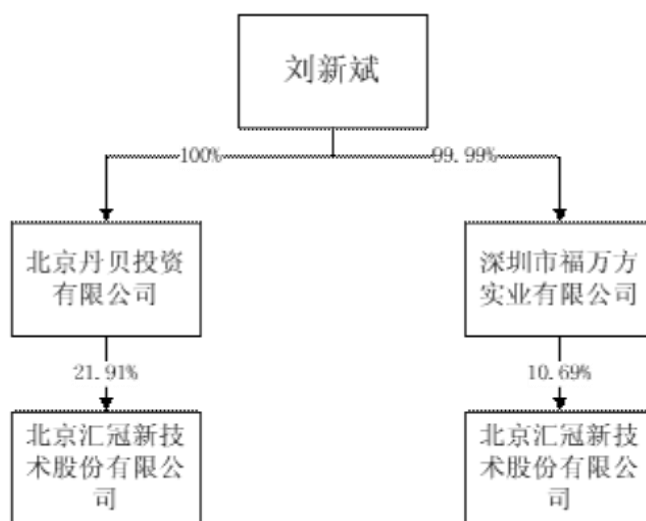 刘新斌
100%
99.99%
北京丹贝投资
有限公司
深圳市福万方
实业有限公司
21.91%
10.69%
北京汇冠新技
术股份有限公
司
北京汇冠新技
术股份有限公
司